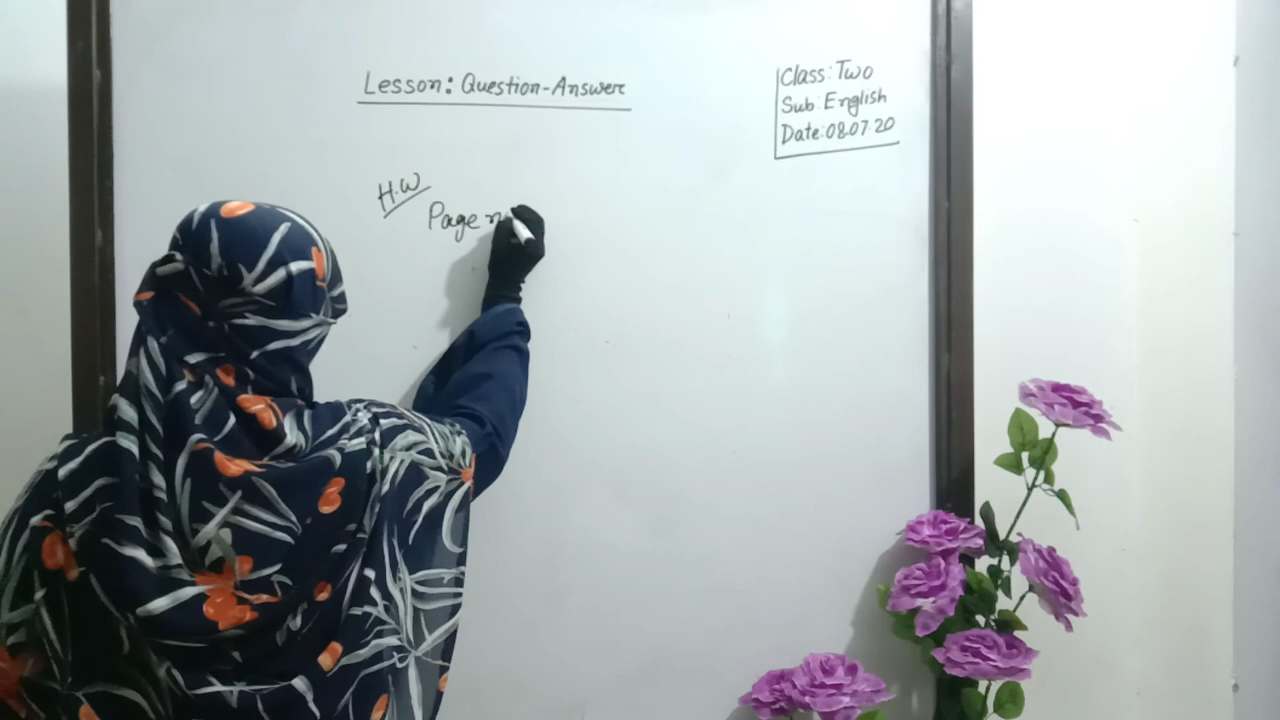 Lesson: Question-Answer
Class: Two
Sub: English
Date: 08.07.20
H.W
Page n